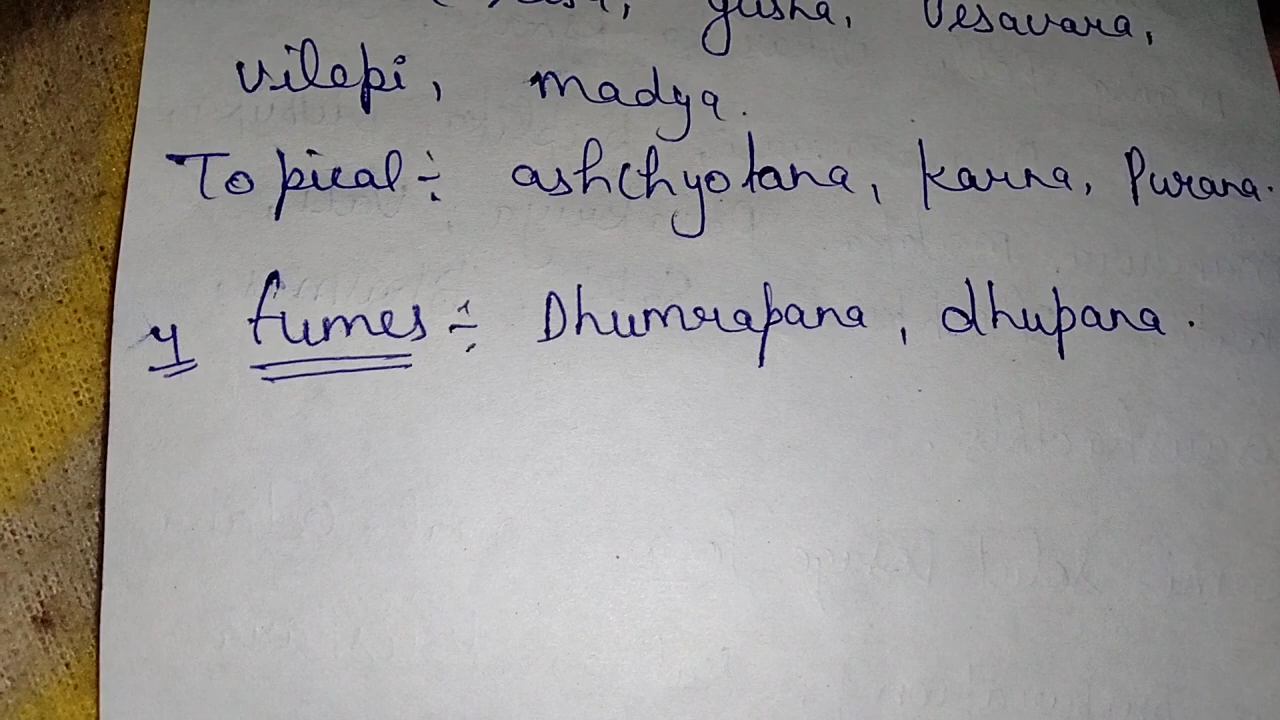 yusha, Vesavara,
vilepi, madya.
Topical ÷ ashchyotana, karna, Purana.
4 fumes ÷ Dhumrapana, dhupana.